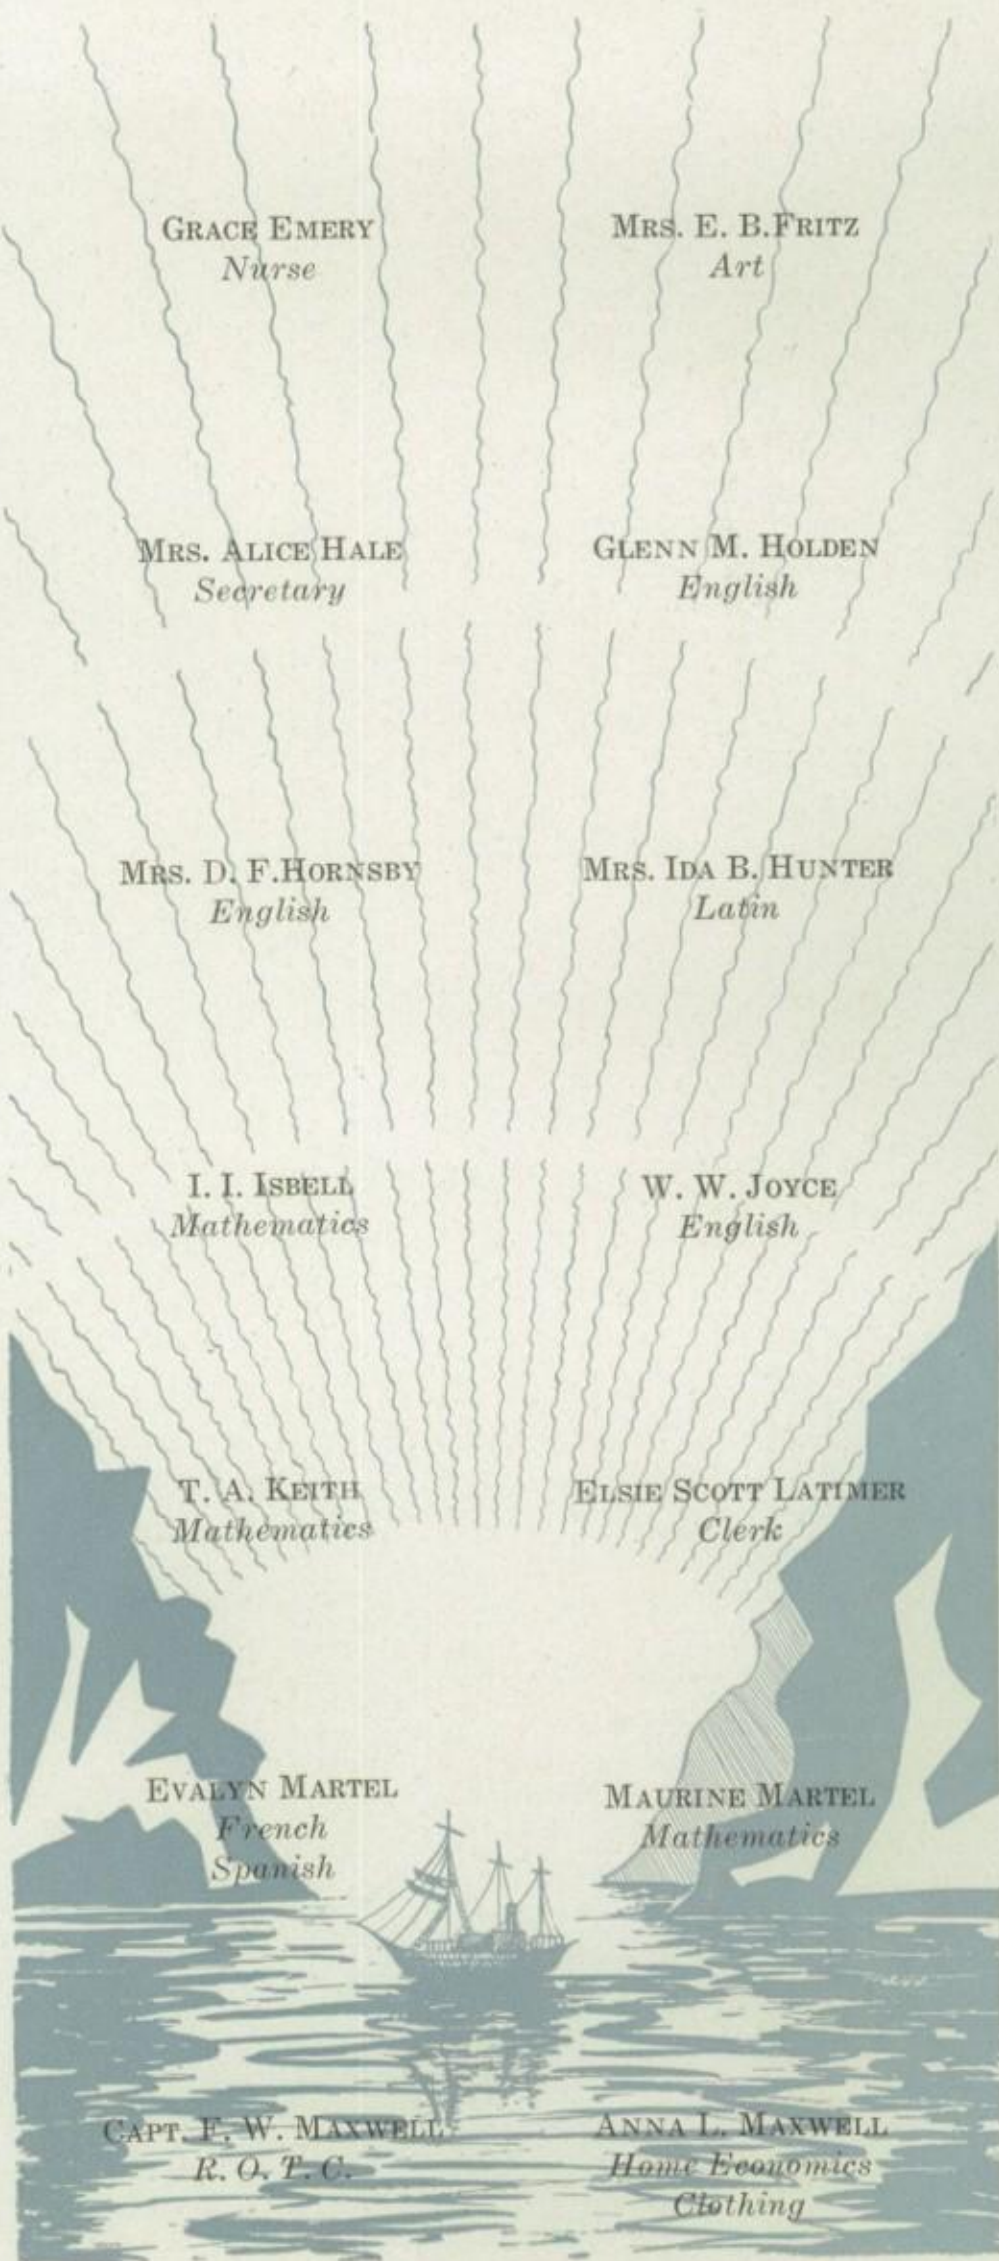 GRACE EMERY
Nurse
MRS. E. B. FRITZ
Art
MRS. ALICE HALE
Secretary
GLENN M. HOLDEN
English
MRS. D. F. HORNSBY
English
MRS. IDA B. HUNTER
Latin
I. I. ISBELL
Mathematics
W. W. JOYCE
English
T. A. KEITH
Mathematics
ELSIE SCOTT LATIMER
Clerk
EVALYN MARTEL
French
Spanish
MAURINE MARTEL
Mathematics
CAPT. F. W. MAXWELL
R. O. T. C.
ANNA L. MAXWELL
Home Economics
Clothing